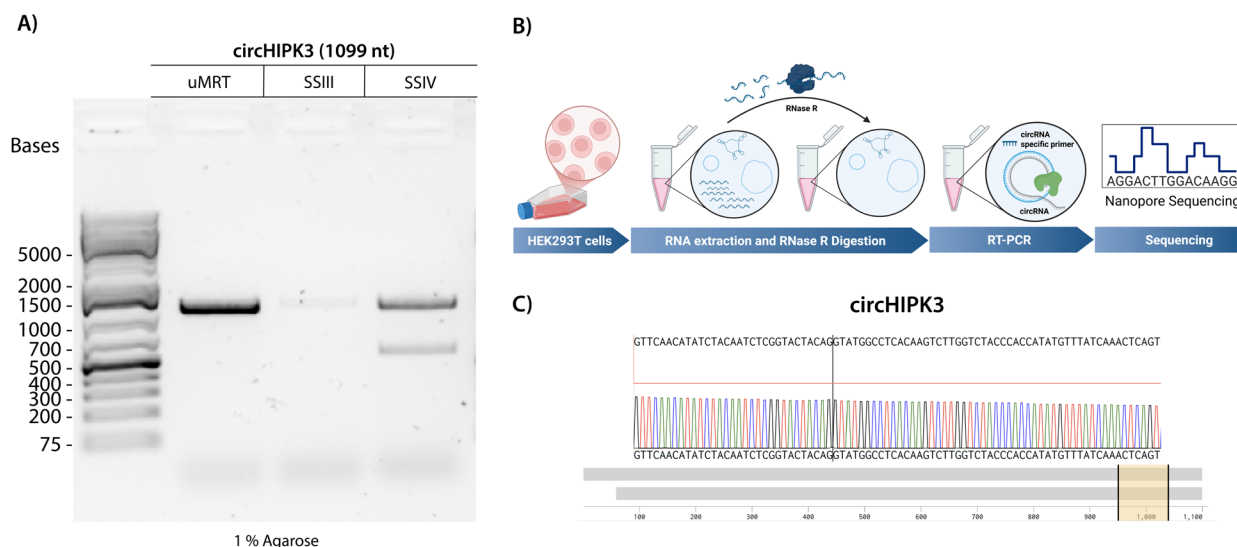 A)
circHIPK3 (1099 nt)
uMRT SSIII SSIV
Bases
5000 -
2000 -
1500 -
1000 -
700 -
500 -
400 -
300 -
200 -
75 -
1 % Agarose
B)
RNase R
circRNA
specific primer
circRNA
AGGACTTGGACAAGG
Nanopore Sequencing
HEK293T cells RNA extraction and RNase R Digestion RT-PCR Sequencing
C)
circHIPK3
GTTCAACATATCTACAATCTCGGTACTACAGGTATGGCCTCACAAGTCTTGGTCTACCCACCATATGTTTATCAAACTCAGT
GTTCAACATATCTACAATCTCGGTACTACAGGTATGGCCTCACAAGTCTTGGTCTACCCACCATATGTTTATCAAACTCAGT
100 200 300 400 500 600 700 800 900 1,000 1,100